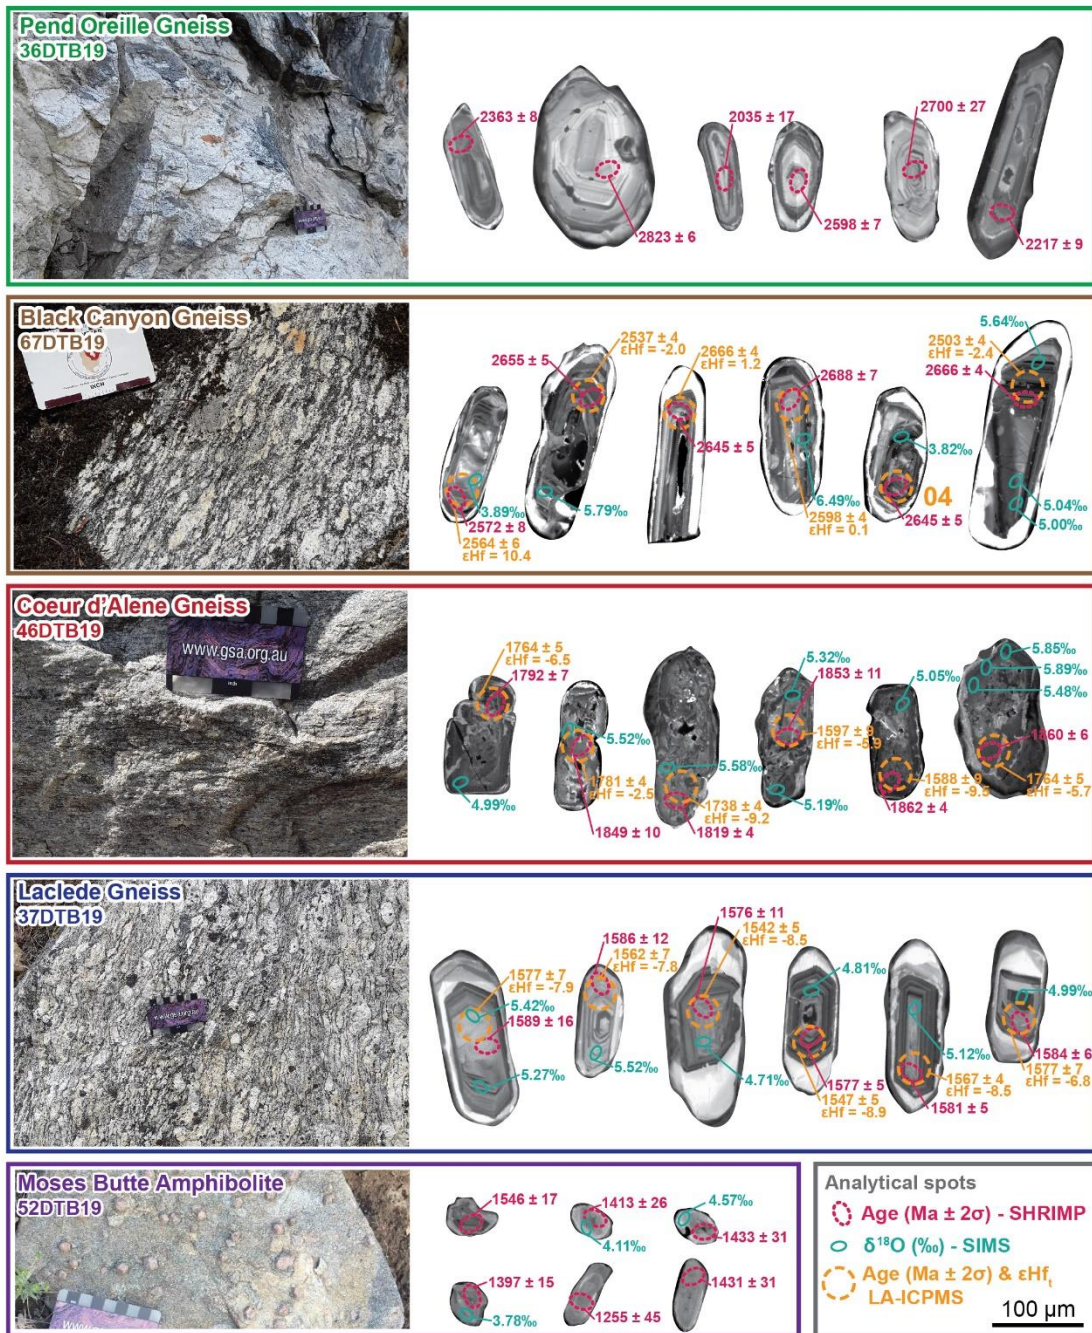 Pend Oreille Gneiss
36DTB19
2363 ± 8
2823 ± 6
2035 ± 17
2598 ± 7
2700 ± 27
2217 ± 9
Black Canyon Gneiss
67DTB19
3.89‰
2572 ± 8
2564 ± 6
εHf = 10.4
2655 ± 5
2537 ± 4
εHf = -2.0
5.79‰
2666 ± 4
εHf = 1.2
2645 ± 5
2688 ± 7
6.49‰
2598 ± 4
εHf = 0.1
3.82‰
04
2645 ± 5
5.64‰
2503 ± 4
εHf = -2.4
2666 ± 4
5.04‰
5.00‰
Coeur d'Alene Gneiss
46DTB19
www.gsa.org.au
1764 ± 5
εHf = -6.5
1792 ± 7
4.99‰
5.52‰
1781 ± 4
εHf = -2.5
1849 ± 10
5.58‰
1738 ± 4
εHf = -9.2
1819 ± 4
5.32‰
1853 ± 11
1597 ± 9
εHf = -5.9
5.19‰
5.05‰
1588 ± 9
εHf = -9.5
1862 ± 4
5.85‰
5.89‰
5.48‰
1860 ± 6
1764 ± 5
εHf = -5.7
Laclede Gneiss
37DTB19
www.gsa.org.au
1577 ± 7
εHf = -7.9
5.42‰
1589 ± 16
5.27‰
1586 ± 12
1562 ± 7
εHf = -7.8
5.52‰
1576 ± 11
1542 ± 5
εHf = -8.5
4.71‰
4.81‰
1577 ± 5
1547 ± 5
εHf = -8.9
5.12‰
1567 ± 4
εHf = -8.5
1581 ± 5
4.99‰
1584 ± 6
1577 ± 7
εHf = -6.8
Moses Butte Amphibolite
52DTB19
1546 ± 17
1413 ± 26
4.11‰
4.57‰
1433 ± 31
1397 ± 15
3.78‰
1255 ± 45
1431 ± 31
Analytical spots
Age (Ma ± 2σ) - SHRIMP
δ¹⁸O (‰) - SIMS
Age (Ma ± 2σ) & εHfₜ
LA-ICPMS
100 μm